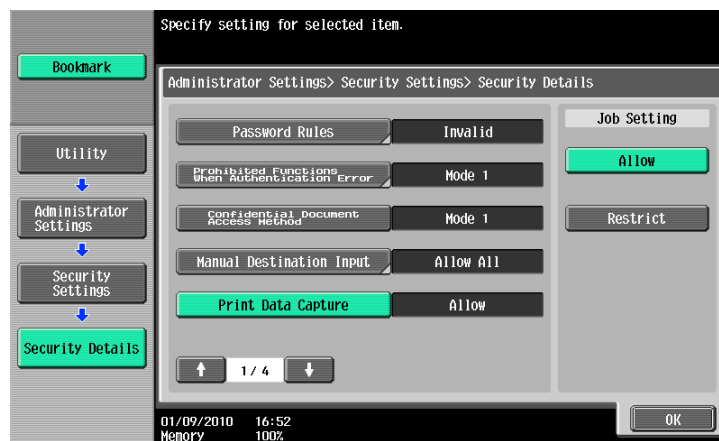 Specify setting for selected item.
Bookmark
Administrator Settings> Security Settings> Security Details
Utility
Administrator
Settings
Security
Settings
Security Details
Password Rules
Invalid
Prohibited Functions
When Authentication Error
Mode 1
Confidential Document
Access Method
Mode 1
Manual Destination Input
Allow All
Print Data Capture
Allow
1/ 4
Job Setting
Allow
Restrict
01/09/2010 16:52
Memory 100%
OK